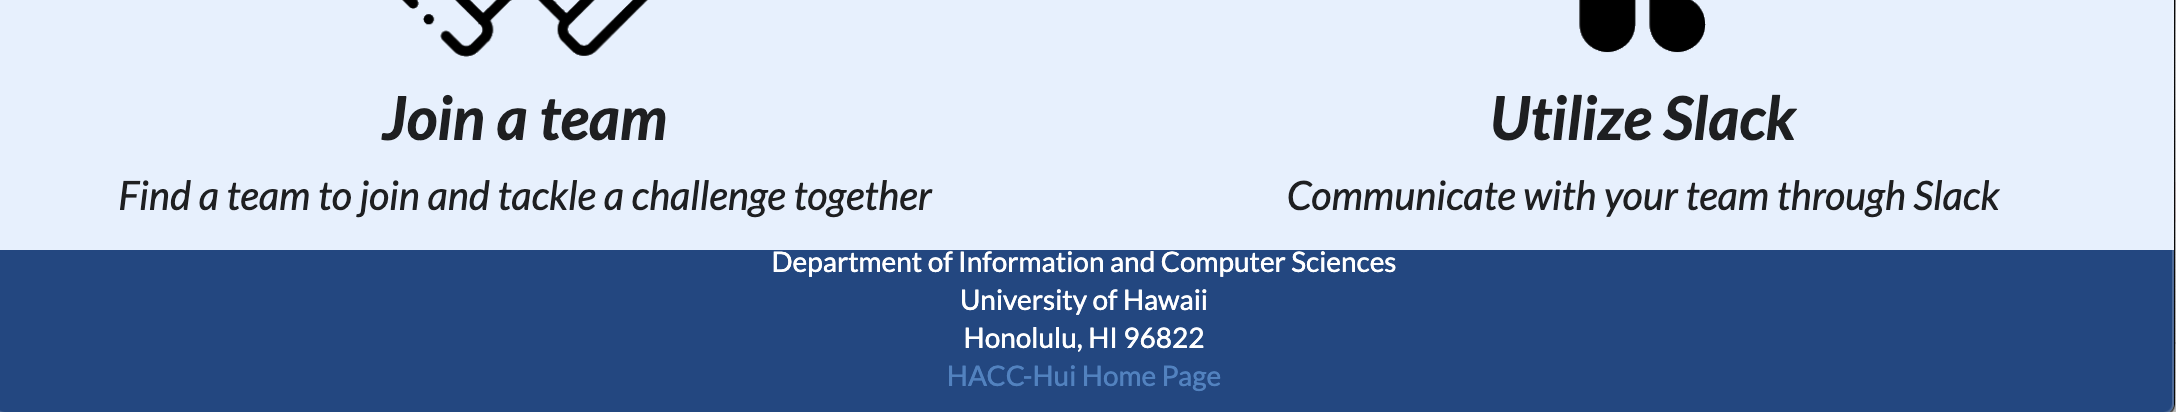 Join a team
Find a team to join and tackle a challenge together
Utilize Slack
Communicate with your team through Slack
Department of Information and Computer Sciences
University of Hawaii
Honolulu, HI 96822
HACC-Hui Home Page